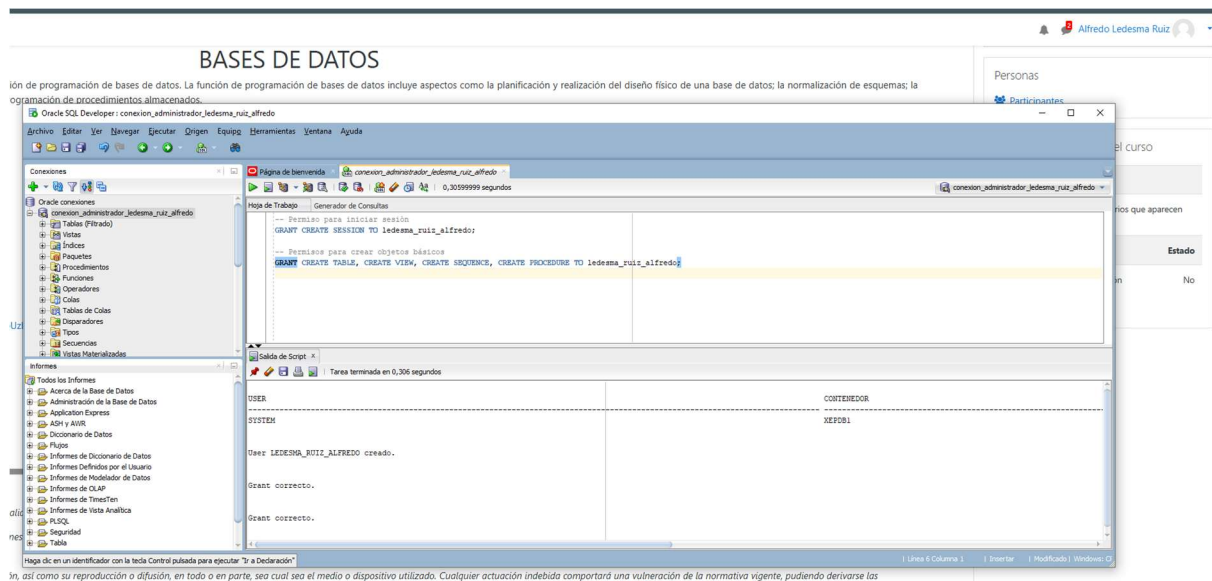 2
Alfredo Ledesma Ruiz
BASES DE DATOS
ión de programación de bases de datos. La función de programación de bases de datos incluye aspectos como la planificación y realización del diseño físico de una base de datos; la normalización de esquemas; la
ogramación de procedimientos almacenados.
Personas
Participantes
el curso
rios que aparecen
Estado
ón No
Oracle SQL Developer : conexion_administrador_ledesma_ruiz_alfredo
Archivo Editar Ver Navegar Ejecutar Origen Equipo Herramientas Ventana Ayuda
Conexiones
Oracle conexiones
conexion_administrador_ledesma_ruiz_alfredo
Tablas (Filtrado)
Vistas
Índices
Paquetes
Procedimientos
Funciones
Operadores
Colas
Tablas de Colas
Disparadores
Tipos
Secuencias
Vistas Materializadas
Informes
Todos los Informes
Acerca de la Base de Datos
Administración de la Base de Datos
Application Express
ASH y AWR
Diccionario de Datos
Flujos
Informes de Diccionario de Datos
Informes Definidos por el Usuario
Informes de Modelador de Datos
Informes de OLAP
Informes de TimesTen
Informes de Vista Analítica
PLSQL
Seguridad
Tabla
Página de bienvenida conexion_administrador_ledesma_ruiz_alfredo
0,30599999 segundos
conexion_administrador_ledesma_ruiz_alfredo
Hoja de Trabajo Generador de Consultas
-- Permiso para iniciar sesión
GRANT CREATE SESSION TO ledesma_ruiz_alfredo;
-- Permisos para crear objetos básicos
GRANT CREATE TABLE, CREATE VIEW, CREATE SEQUENCE, CREATE PROCEDURE TO ledesma_ruiz_alfredo;
Salida de Script
Tarea terminada en 0,306 segundos
USER CONTENEDOR
SYSTEM XEPDB1
User LEDESMA_RUIZ_ALFREDO creado.
Grant correcto.
Grant correcto.
Haga clic en un identificador con la tecla Control pulsada para ejecutar "Ir a Declaración"
Línea 6 Columna 1 Insertar Modificado Windows: C
ón, así como su reproducción o difusión, en todo o en parte, sea cual sea el medio o dispositivo utilizado. Cualquier actuación indebida comportará una vulneración de la normativa vigente, pudiendo derivarse las